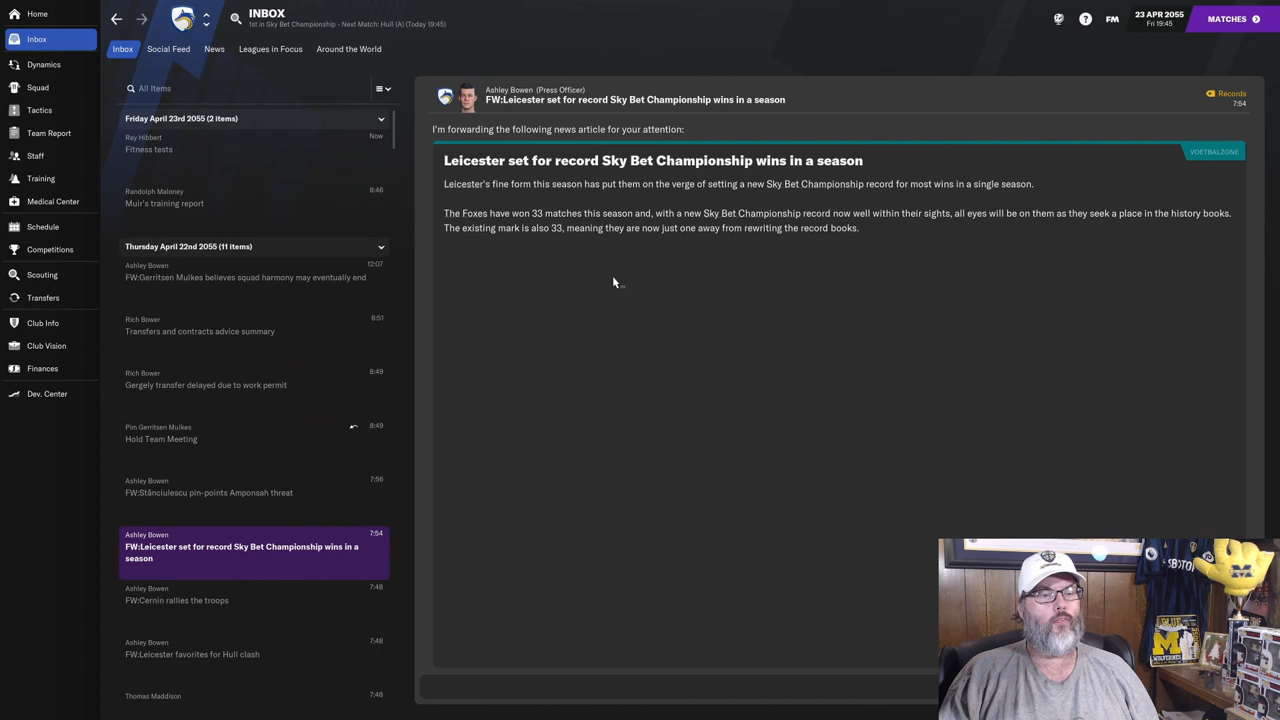 Home
Inbox
Dynamics
Squad
Tactics
Team Report
Staff
Training
Medical Center
Schedule
Competitions
Scouting
Transfers
Club Info
Club Vision
Finances
Dev. Center
INBOX
1st in Sky Bet Championship - Next Match: Hull (A) (Today 19:45)
FM
23 APR 2055
Fri 19:45
MATCHES
Inbox
Social Feed
News
Leagues in Focus
Around the World
All Items
Friday April 23rd 2055 (2 items)
Ray Hibbert
Now
Fitness tests
Randolph Maloney
8:46
Muir's training report
Thursday April 22nd 2055 (11 items)
Ashley Bowen
12:07
FW:Gerritsen Mulkes believes squad harmony may eventually end
Rich Bower
8:51
Transfers and contracts advice summary
Rich Bower
8:49
Gergely transfer delayed due to work permit
Pim Gerritsen Mulkes
8:49
Hold Team Meeting
Ashley Bowen
7:56
FW:Stănciulescu pin-points Amponsah threat
Ashley Bowen
7:54
FW:Leicester set for record Sky Bet Championship wins in a
season
Ashley Bowen
7:48
FW:Cernin rallies the troops
Ashley Bowen
7:48
FW:Leicester favorites for Hull clash
Thomas Maddison
7:48
Ashley Bowen (Press Officer)
FW:Leicester set for record Sky Bet Championship wins in a season
Records
7:54
I'm forwarding the following news article for your attention:
Leicester set for record Sky Bet Championship wins in a season
VOETBALZONE
Leicester's fine form this season has put them on the verge of setting a new Sky Bet Championship record for most wins in a single season.
The Foxes have won 33 matches this season and, with a new Sky Bet Championship record now well within their sights, all eyes will be on them as they seek a place in the history books.
The existing mark is also 33, meaning they are now just one away from rewriting the record books.